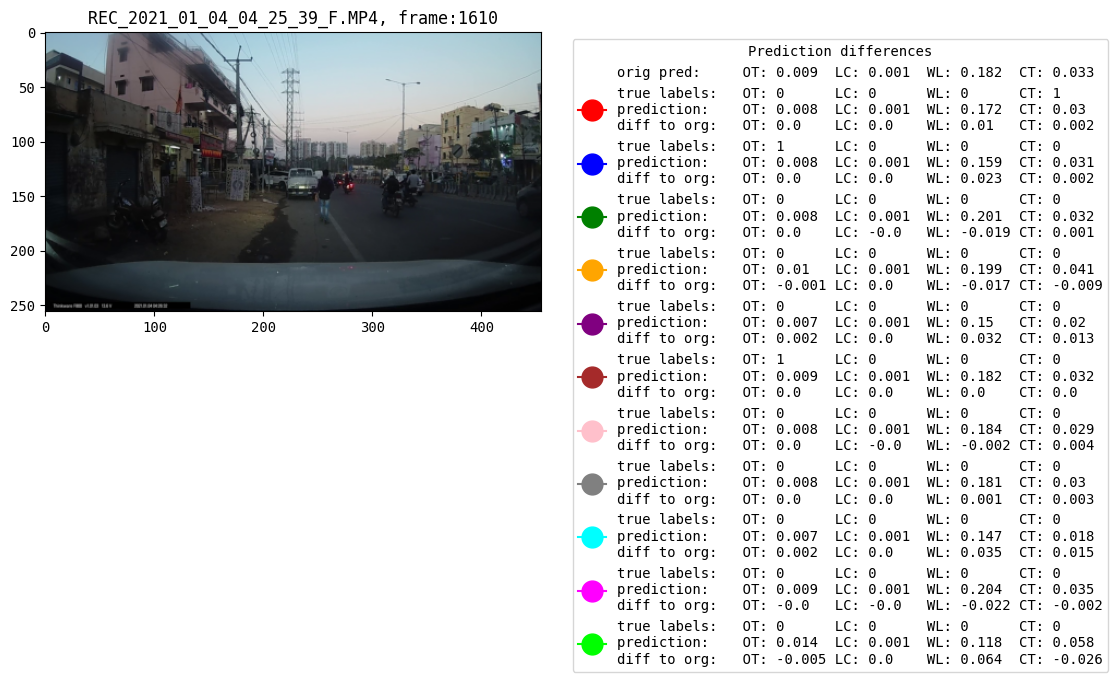 REC_2021_01_04_04_25_39_F.MP4, frame:1610
0
50
100
150
200
250
0 100 200 300 400
Prediction differences
orig pred: OT: 0.009 LC: 0.001 WL: 0.182 CT: 0.033
true labels: OT: 0 LC: 0 WL: 0 CT: 1
prediction: OT: 0.008 LC: 0.001 WL: 0.172 CT: 0.03
diff to org: OT: 0.0 LC: 0.0 WL: 0.01 CT: 0.002
true labels: OT: 1 LC: 0 WL: 0 CT: 0
prediction: OT: 0.008 LC: 0.001 WL: 0.159 CT: 0.031
diff to org: OT: 0.0 LC: 0.0 WL: 0.023 CT: 0.002
true labels: OT: 0 LC: 0 WL: 0 CT: 0
prediction: OT: 0.008 LC: 0.001 WL: 0.201 CT: 0.032
diff to org: OT: 0.0 LC: -0.0 WL: -0.019 CT: 0.001
true labels: OT: 0 LC: 0 WL: 0 CT: 0
prediction: OT: 0.01 LC: 0.001 WL: 0.199 CT: 0.041
diff to org: OT: -0.001 LC: 0.0 WL: -0.017 CT: -0.009
true labels: OT: 0 LC: 0 WL: 0 CT: 0
prediction: OT: 0.007 LC: 0.001 WL: 0.15 CT: 0.02
diff to org: OT: 0.002 LC: 0.0 WL: 0.032 CT: 0.013
true labels: OT: 1 LC: 0 WL: 0 CT: 0
prediction: OT: 0.009 LC: 0.001 WL: 0.182 CT: 0.032
diff to org: OT: 0.0 LC: 0.0 WL: 0.0 CT: 0.0
true labels: OT: 0 LC: 0 WL: 0 CT: 0
prediction: OT: 0.008 LC: 0.001 WL: 0.184 CT: 0.029
diff to org: OT: 0.0 LC: -0.0 WL: -0.002 CT: 0.004
true labels: OT: 0 LC: 0 WL: 0 CT: 0
prediction: OT: 0.008 LC: 0.001 WL: 0.181 CT: 0.03
diff to org: OT: 0.0 LC: 0.0 WL: 0.001 CT: 0.003
true labels: OT: 0 LC: 0 WL: 0 CT: 0
prediction: OT: 0.007 LC: 0.001 WL: 0.147 CT: 0.018
diff to org: OT: 0.002 LC: 0.0 WL: 0.035 CT: 0.015
true labels: OT: 0 LC: 0 WL: 0 CT: 0
prediction: OT: 0.009 LC: 0.001 WL: 0.204 CT: 0.035
diff to org: OT: -0.0 LC: -0.0 WL: -0.022 CT: -0.002
true labels: OT: 0 LC: 0 WL: 0 CT: 0
prediction: OT: 0.014 LC: 0.001 WL: 0.118 CT: 0.058
diff to org: OT: -0.005 LC: 0.0 WL: 0.064 CT: -0.026